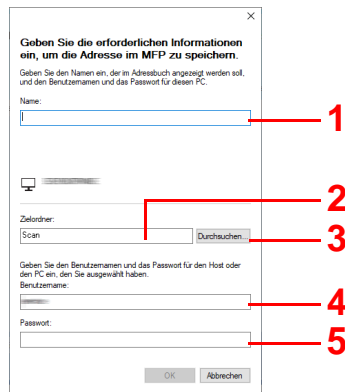 Geben Sie die erforderlichen Informationen
ein, um die Adresse im MFP zu speichern.
Geben Sie den Namen ein, der im Adressbuch angezeigt werden soll,
und den Benutzernamen und das Passwort für diesen PC.
Name:
1
2
Zielordner:
Scan
Durchsuchen...
3
Geben Sie den Benutzernamen und das Passwort für den Host oder
den PC ein, den Sie ausgewählt haben.
Benutzername:
4
Passwort:
5
OK Abbrechen